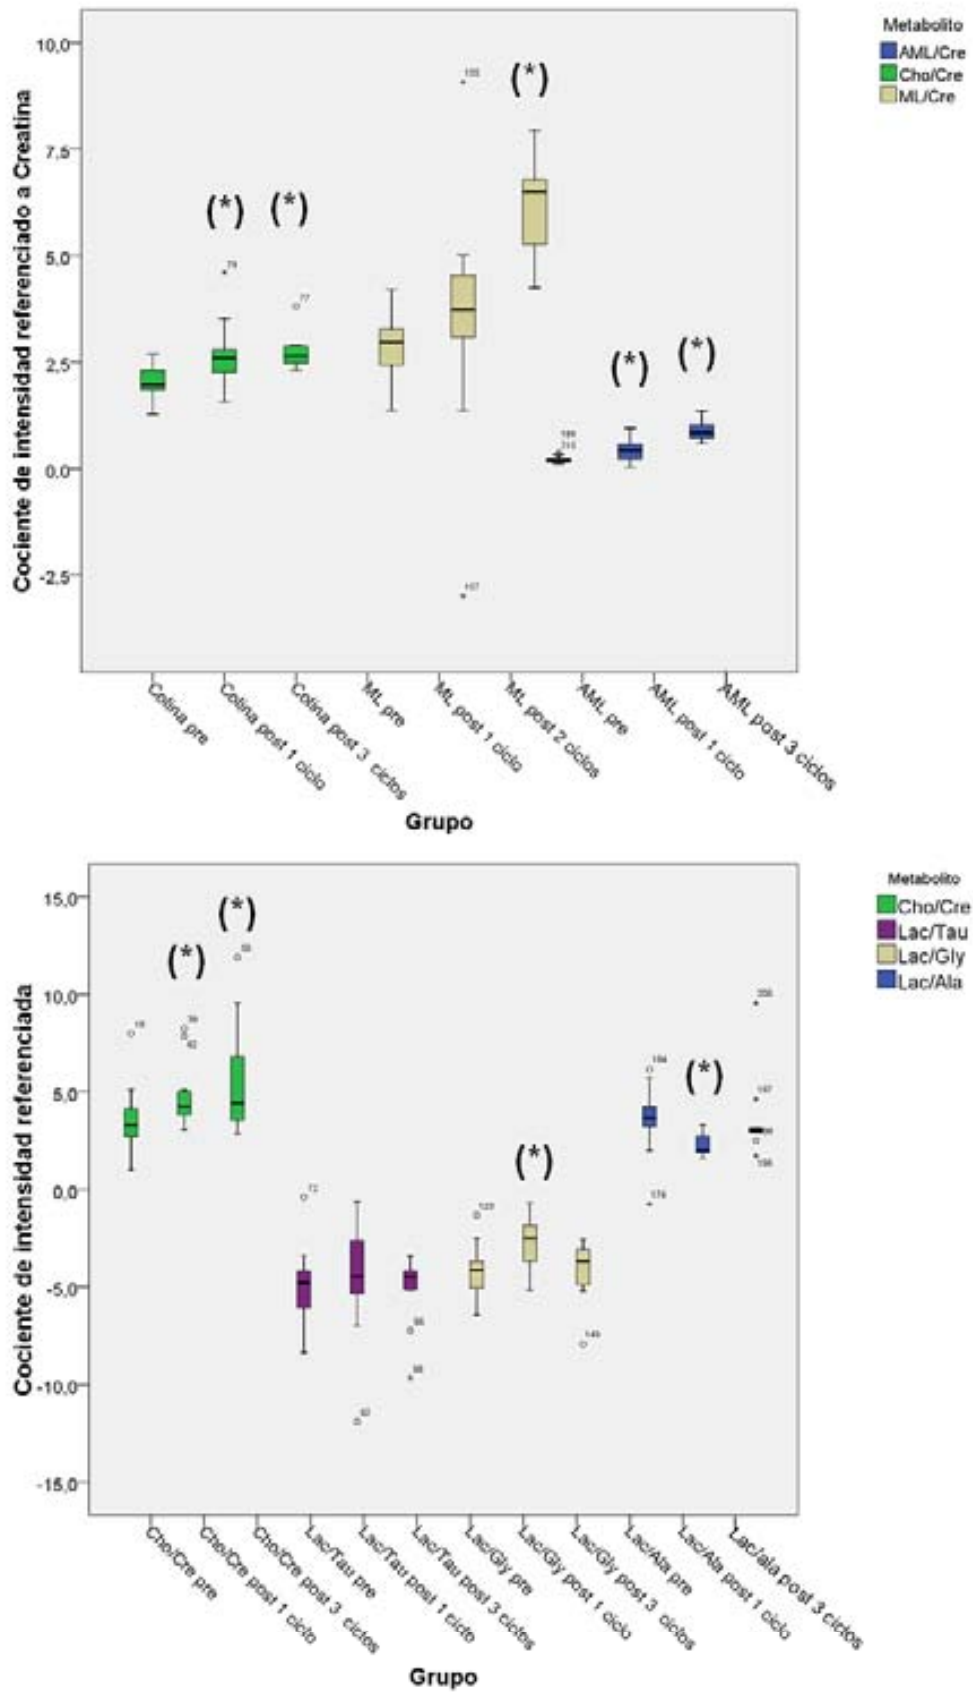 Metabolito
AML/Cre
Cho/Cre
ML/Cre
Cociente de intensidad referenciado a Creatina
10,0
7,5
5,0
2,5
0,0
-2,5
(*)
(*)
(*)
(*)
(*)
77
Colina pre
Colina post 1 ciclo
Colina post 3 ciclos
ML pre
ML post 1 ciclo
ML post 2 ciclos
AML pre
AML post 1 ciclo
AML post 3 ciclos
Grupo
Metabolito
Cho/Cre
Lac/Tau
Lac/Gly
Lac/Ala
Cociente de intensidad referenciada
15,0
10,0
5,0
0,0
-5,0
-10,0
-15,0
(*)
(*)
(*)
(*)
Cho/Cre pre
Cho/Cre post 1 ciclo
Cho/Cre post 3 ciclos
Lac/Tau pre
Lac/Tau post 1 ciclo
Lac/Tau post 3 ciclos
Lac/Gly pre
Lac/Gly post 1 ciclo
Lac/Gly post 3 ciclos
Lac/Ala pre
Lac/Ala post 1 ciclo
Lac/ala post 3 ciclos
Grupo